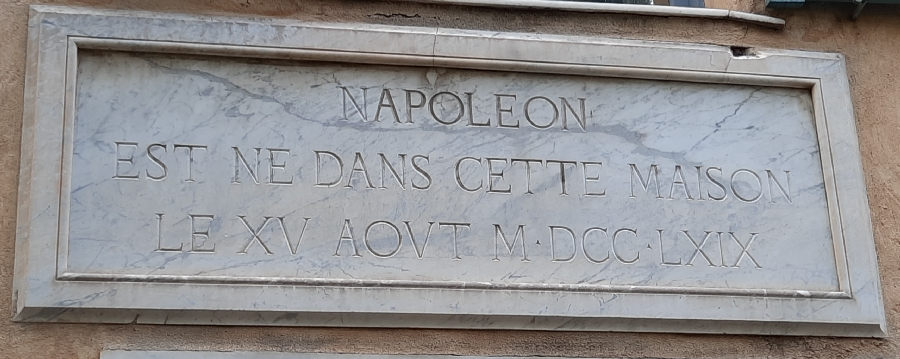 NAPOLEON
EST NE DANS CETTE MAISON
LE XV AOVT M·DCC·LXIX